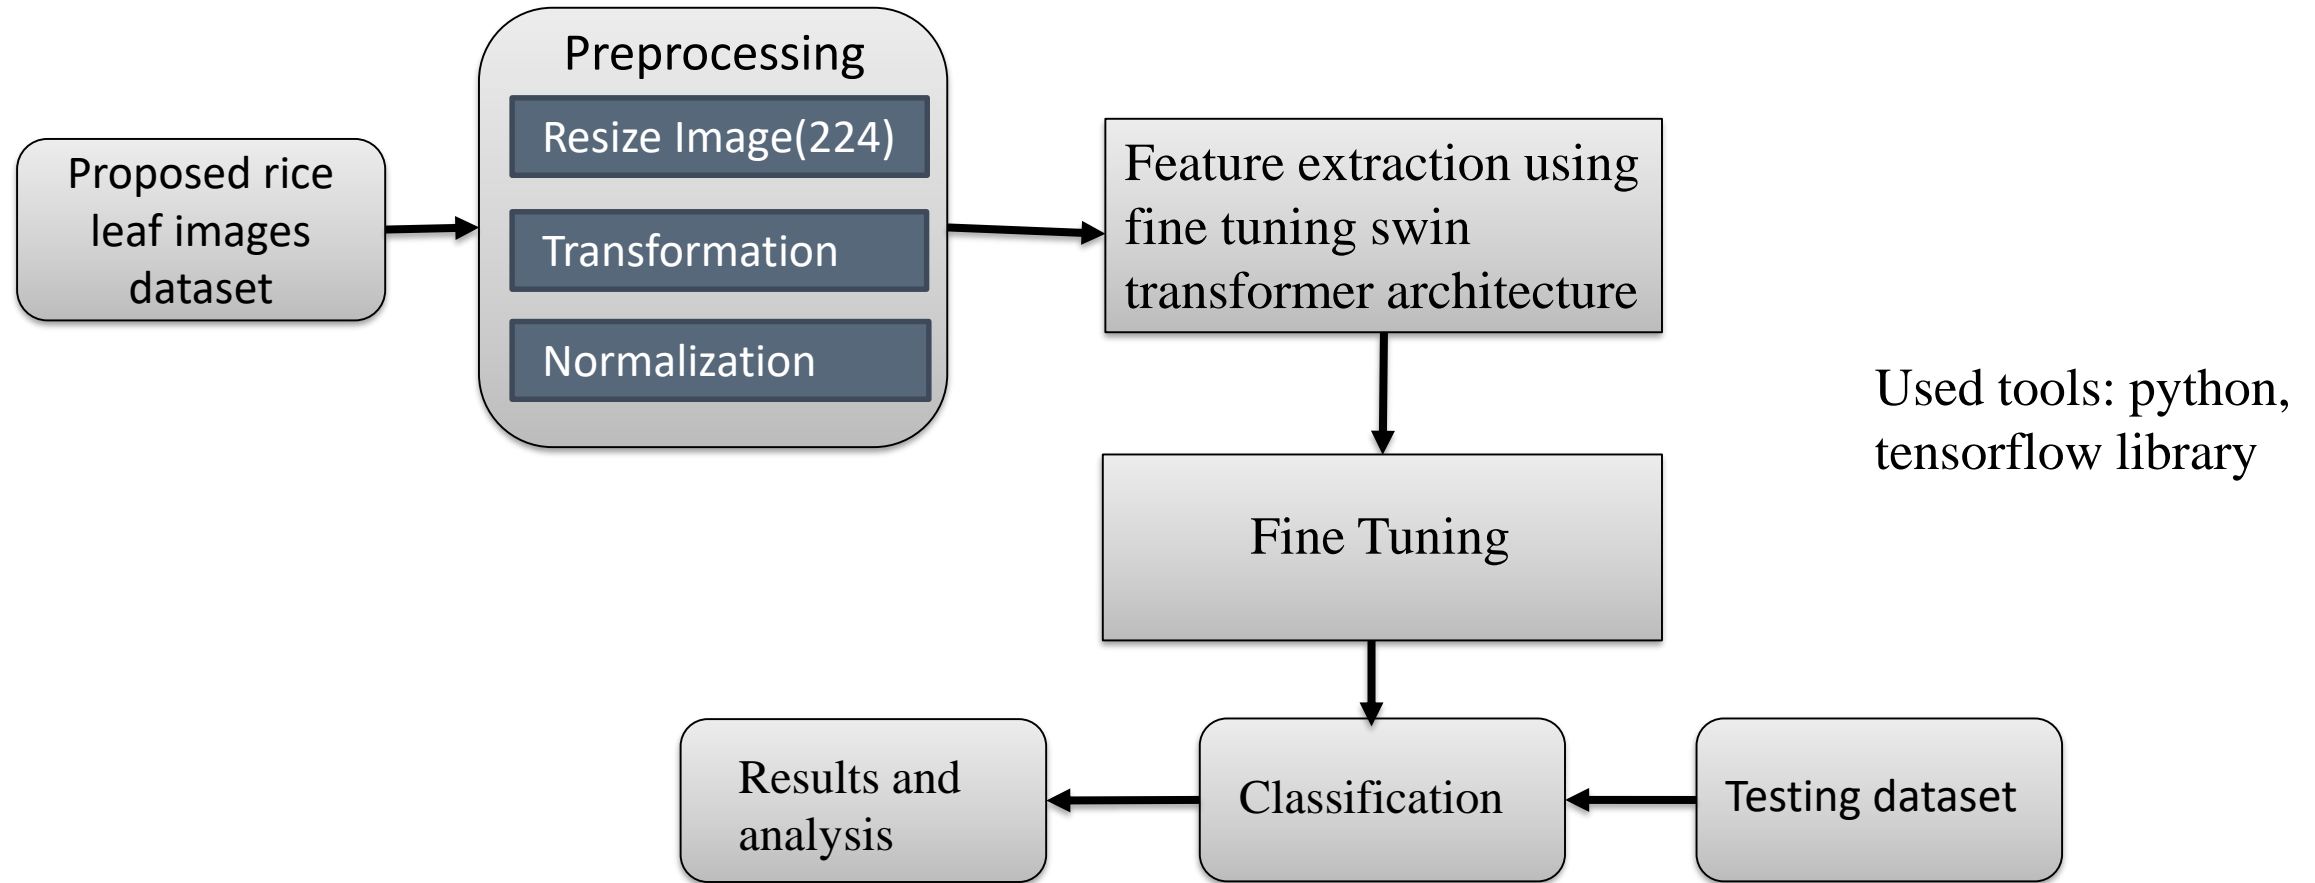 Preprocessing
Resize Image(224)
Transformation
Normalization
Proposed rice
leaf images
dataset
Feature extraction using
fine tuning swin
transformer architecture
Used tools: python,
tensorflow library
Fine Tuning
Results and
analysis
Classification
Testing dataset